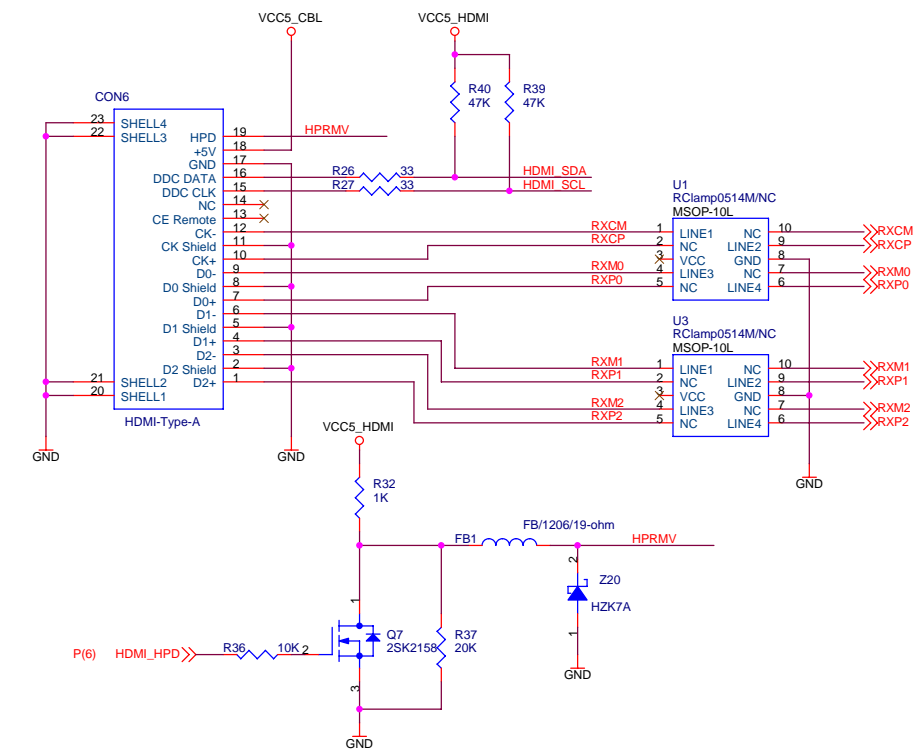 VCC5_CBL
VCC5_HDMI
R40
47K
R39
47K
CON6
23 SHELL4
22 SHELL3
HPD 19 HPRMV
+5V 18
GND 17
DDC DATA 16 R26 33 HDMI_SDA
DDC CLK 15 R27 33 HDMI_SCL
NC 14
CE Remote 13
CK- 12
CK Shield 11
CK+ 10
D0- 9
D0 Shield 8
D0+ 7
D1- 6
D1 Shield 5
D1+ 4
D2- 3
D2 Shield 2
D2+ 1
21 SHELL2
20 SHELL1
HDMI-Type-A
GND
GND
U1
RClamp0514M/NC
MSOP-10L
RXCM 1 LINE1 NC 10 RXCM
RXCP 2 NC LINE2 9 RXCP
3 VCC GND 8
RXM0 4 LINE3 NC 7 RXM0
RXP0 5 NC LINE4 6 RXP0
U3
RClamp0514M/NC
MSOP-10L
RXM1 1 LINE1 NC 10 RXM1
RXP1 2 NC LINE2 9 RXP1
3 VCC GND 8
RXM2 4 LINE3 NC 7 RXM2
RXP2 5 NC LINE4 6 RXP2
GND
VCC5_HDMI
R32
1K
FB/1206/19-ohm
FB1
HPRMV
2
Z20
HZK7A
1
GND
1
Q7
2SK2158
R37
20K
P(6) HDMI_HPD R36 10K 2
3
GND